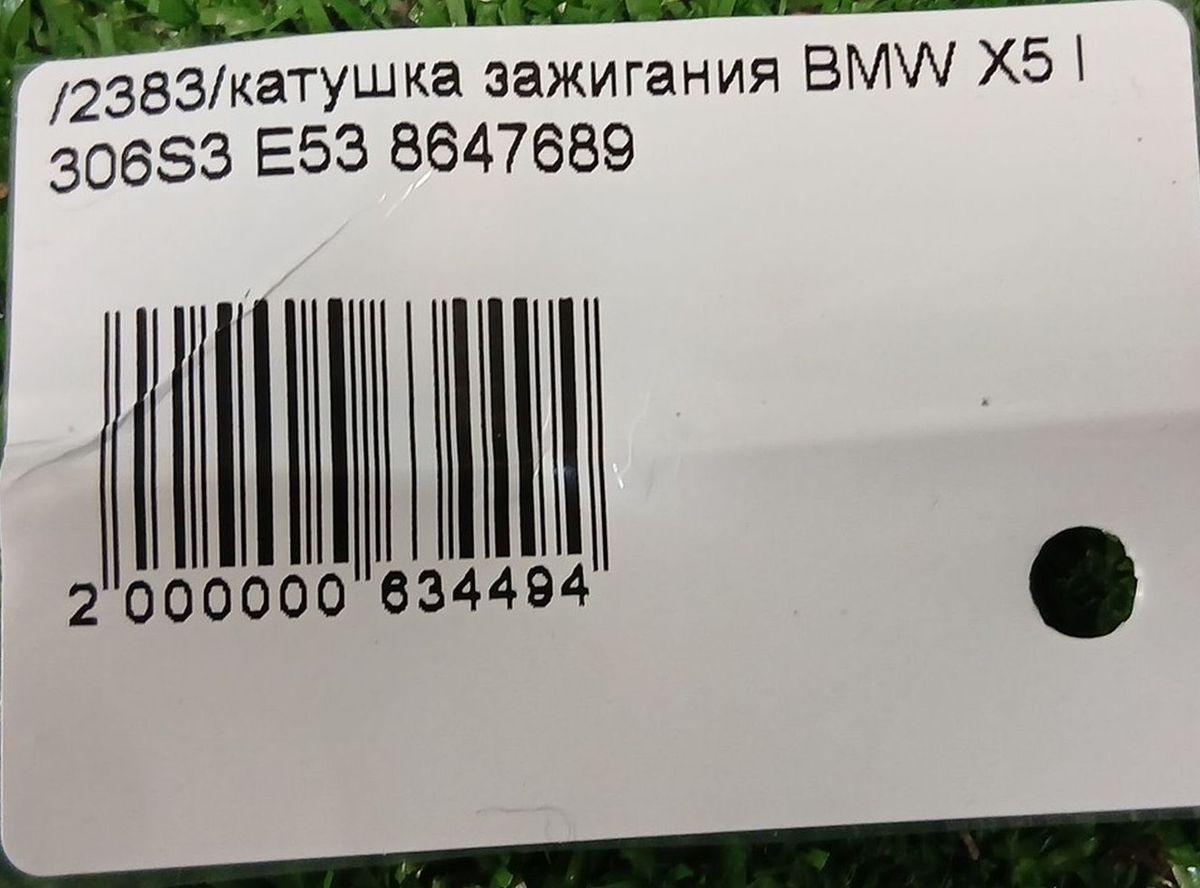 /2383/катушка зажигания BMW X5 I
306S3 E53 8647689
2 000000 634494